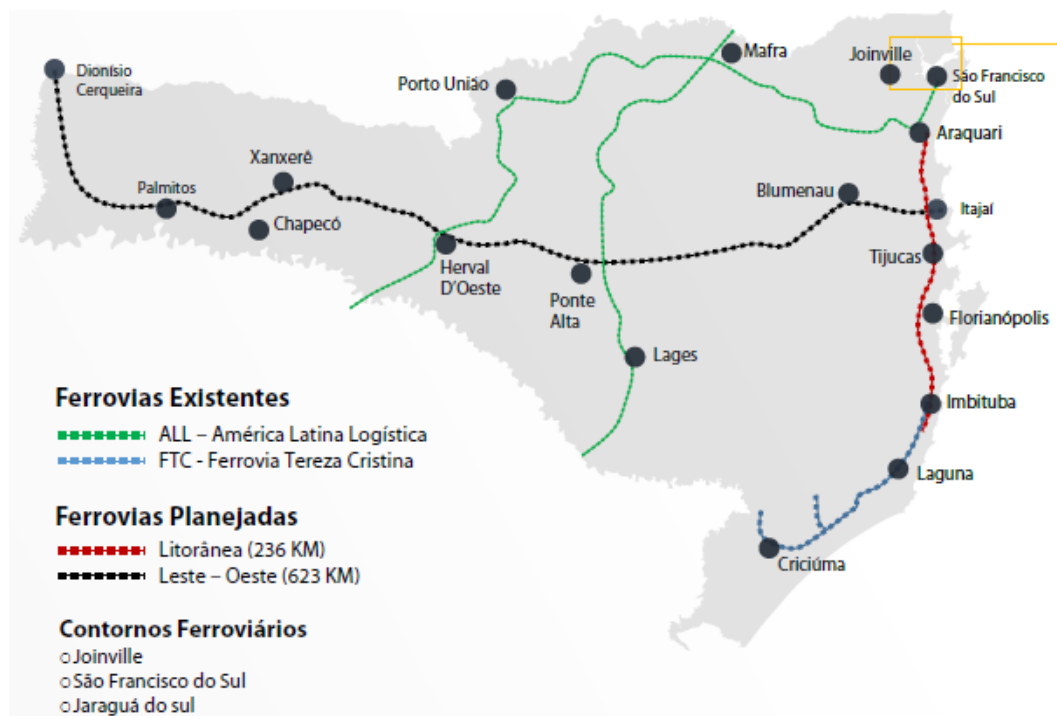 Dionísio
Cerqueira
Porto União
Mafra
Joinville
São Francisco
do Sul
Araquari
Xanxerê
Palmitos
Chapecó
Blumenau
Itajaí
Tijucas
Herval
D'Oeste
Ponte
Alta
Florianópolis
Lages
Imbituba
Laguna
Criciúma
Ferrovias Existentes
ALL – América Latina Logística
FTC - Ferrovia Tereza Cristina
Ferrovias Planejadas
Litorânea (236 KM)
Leste – Oeste (623 KM)
Contornos Ferroviários
○Joinville
○São Francisco do Sul
○Jaraguá do sul